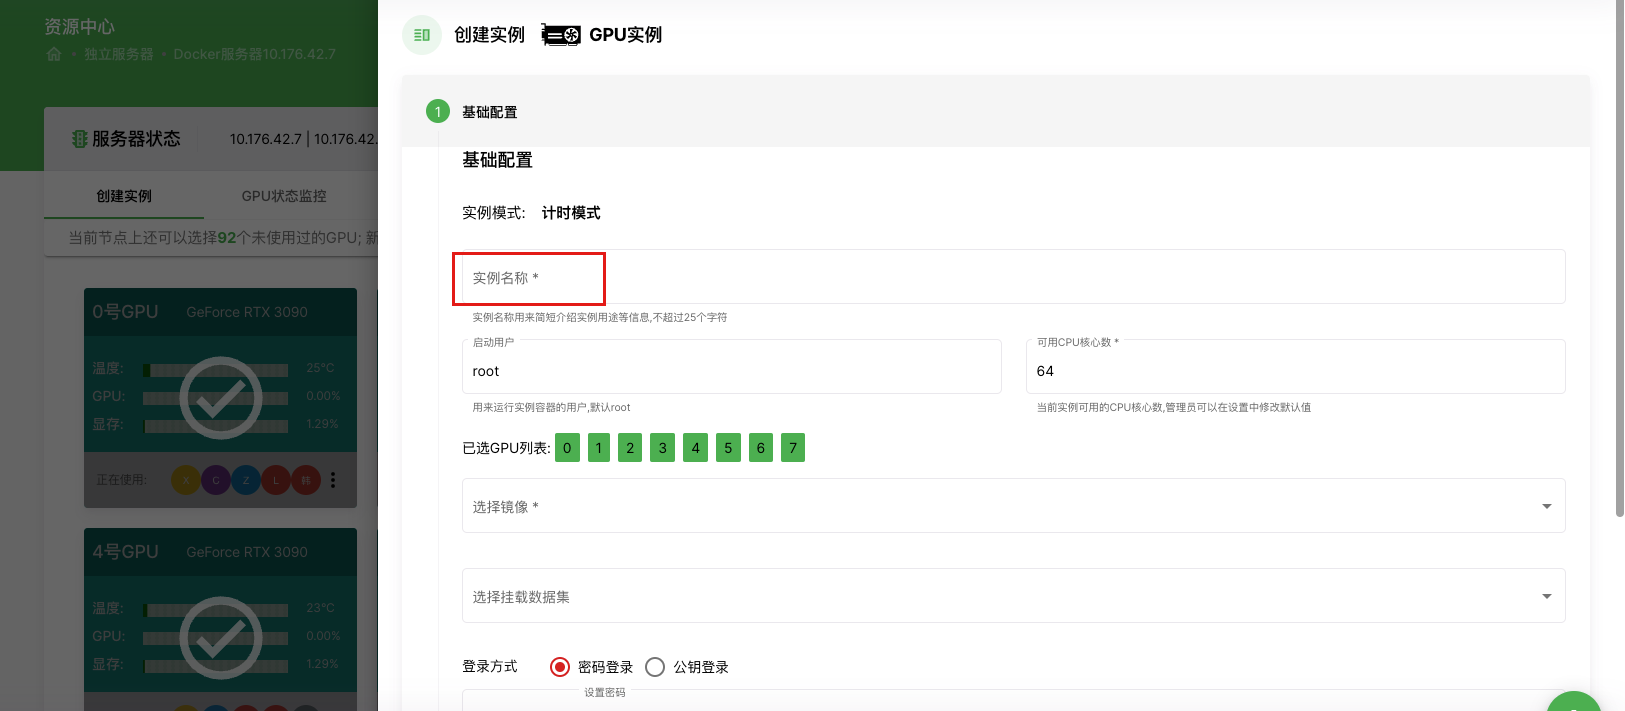 资源中心
独立服务器 • Docker服务器10.176.42.7
服务器状态 10.176.42.7 | 10.176.42.
创建实例 GPU状态监控
当前节点上还可以选择92个未使用过的GPU; 新
0号GPU GeForce RTX 3090
温度: 25°C
GPU: 0.00%
显存: 1.29%
正在使用: X C Z L 韩
4号GPU GeForce RTX 3090
温度: 23°C
GPU: 0.00%
显存: 1.29%
创建实例 GPU实例
1 基础配置
基础配置
实例模式: 计时模式
实例名称 *
实例名称用来简短介绍实例用途等信息,不超过25个字符
启动用户 可用CPU核心数 *
root 64
用来运行实例容器的用户,默认root 当前实例可用的CPU核心数,管理员可以在设置中修改默认值
已选GPU列表: 0 1 2 3 4 5 6 7
选择镜像 *
选择挂载数据集
登录方式 密码登录 公钥登录
设置密码